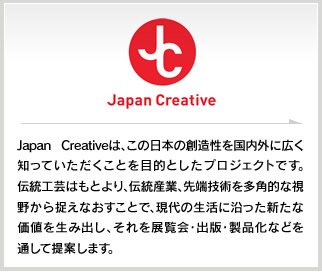 JC
Japan Creative
Japan Creativeは、この日本の創造性を国内外に広く
知っていただくことを目的としたプロジェクトです。
伝統工芸はもとより、伝統産業、先端技術を多角的な視
野から捉えなおすことで、現代の生活に沿った新たな
価値を生み出し、それを展覧会・出版・製品化などを
通して提案します。